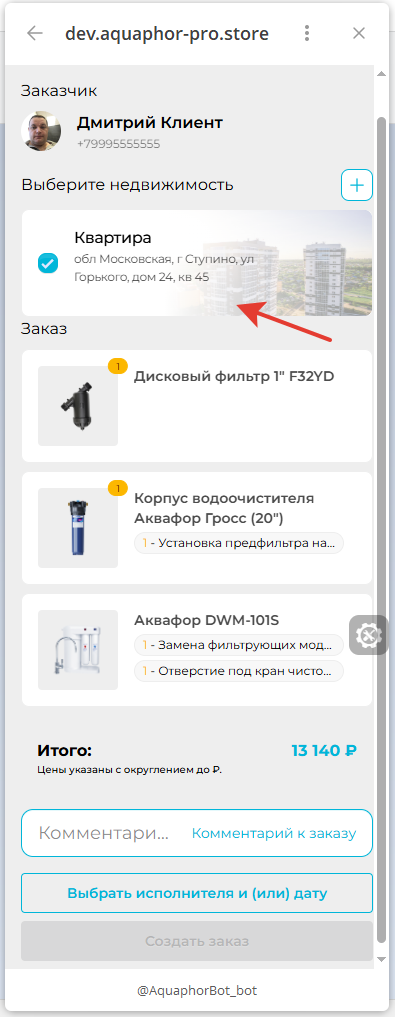 dev.aquaphor-pro.store
Заказчик
Дмитрий Клиент
+79995555555
Выберите недвижимость
Квартира
обл Московская, г Ступино, ул
Горького, дом 24, кв 45
Заказ
1
Дисковый фильтр 1" F32YD
1
Корпус водоочистителя
Аквафор Гросс (20")
1 - Установка предфильтра на...
Аквафор DWM-101S
1 - Замена фильтрующих мод...
1 - Отверстие под кран чисто...
Итого: 13 140 ₽
Цены указаны с округлением до ₽.
Комментари... Комментарий к заказу
Выбрать исполнителя и (или) дату
Создать заказ
@AquaphorBot_bot